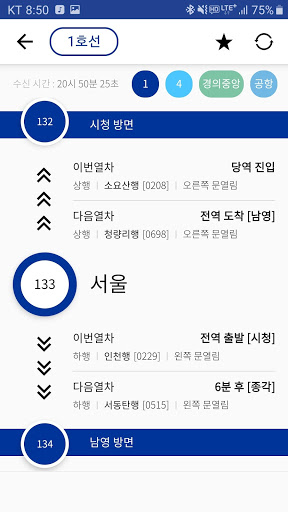 KT 8:50 LTE+ 75%
1호선
수신 시간 : 20시 50분 25초 1 4 경의중앙 공항
132 시청 방면
이번열차 당역 진입
상행 | 소요산행 [0208] | 오른쪽 문열림
다음열차 전역 도착 [남영]
상행 | 청량리행 [0698] | 오른쪽 문열림
133 서울
이번열차 전역 출발 [시청]
하행 | 인천행 [0229] | 왼쪽 문열림
다음열차 6분 후 [종각]
하행 | 서동탄행 [0515] | 왼쪽 문열림
134 남영 방면